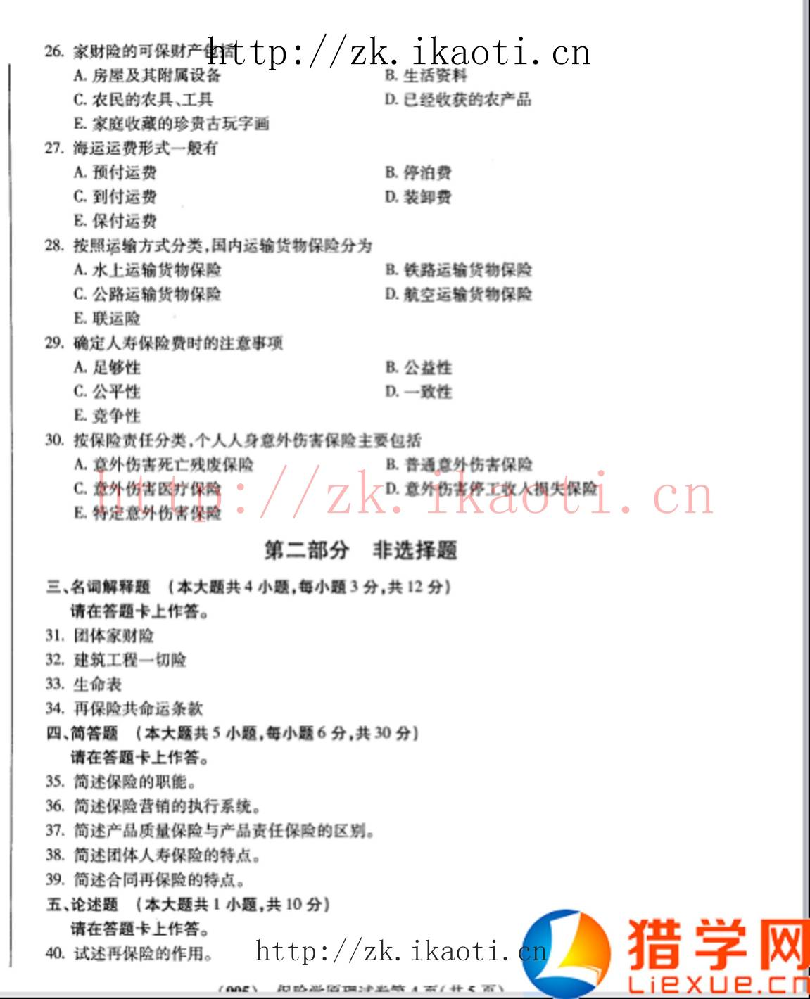 26. 家财险的可保财产包括
http://zk.ikaoti.cn
A. 房屋及其附属设备 B. 生活资料
C. 农民的农具、工具 D. 已经收获的农产品
E. 家庭收藏的珍贵古玩字画
27. 海运运费形式一般有
A. 预付运费 B. 停泊费
C. 到付运费 D. 装卸费
E. 保付运费
28. 按照运输方式分类,国内运输货物保险分为
A. 水上运输货物保险 B. 铁路运输货物保险
C. 公路运输货物保险 D. 航空运输货物保险
E. 联运险
29. 确定人寿保险费时的注意事项
A. 足够性 B. 公益性
C. 公平性 D. 一致性
E. 竞争性
30. 按保险责任分类,个人人身意外伤害保险主要包括
A. 意外伤害死亡残废保险 B. 普通意外伤害保险
C. 意外伤害医疗保险 D. 意外伤害停工收入损失保险
http://zk.ikaoti.cn
E. 特定意外伤害保险
第二部分 非选择题
三、名词解释题 (本大题共4小题,每小题3分,共12分)
请在答题卡上作答。
31. 团体家财险
32. 建筑工程一切险
33. 生命表
34. 再保险共命运条款
四、简答题 (本大题共5小题,每小题6分,共30分)
请在答题卡上作答。
35. 简述保险的职能。
36. 简述保险营销的执行系统。
37. 简述产品质量保险与产品责任保险的区别。
38. 简述团体人寿保险的特点。
39. 简述合同再保险的特点。
五、论述题 (本大题共1小题,共10分)
请在答题卡上作答。
40. 试述再保险的作用。
http://zk.ikaoti.cn
猎学网
Liexue.cn
保险学原理试卷第4页(共5页)